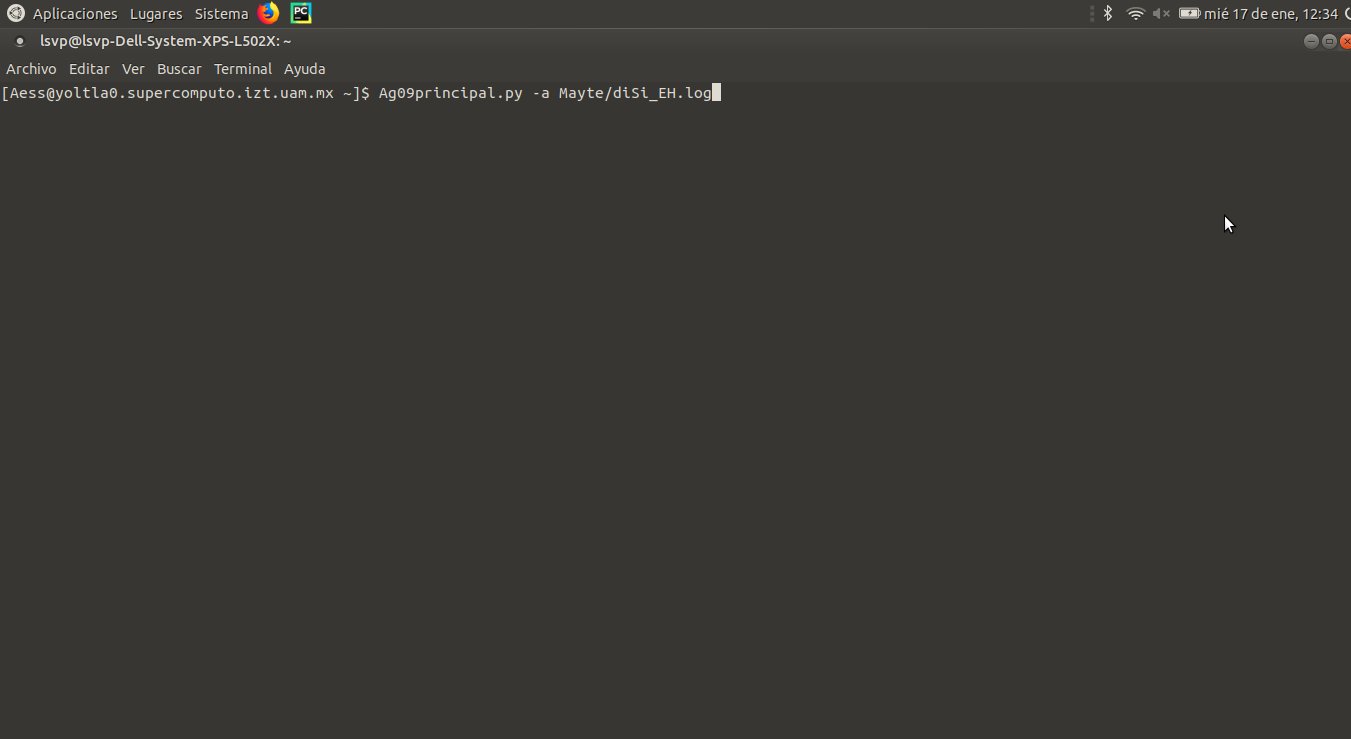 Aplicaciones Lugares Sistema PC mié 17 de ene, 12:34
lsvp@lsvp-Dell-System-XPS-L502X: ~
Archivo Editar Ver Buscar Terminal Ayuda
[Aess@yoltla0.supercomputo.izt.uam.mx ~]$ Ag09principal.py -a Mayte/diSi_EH.log